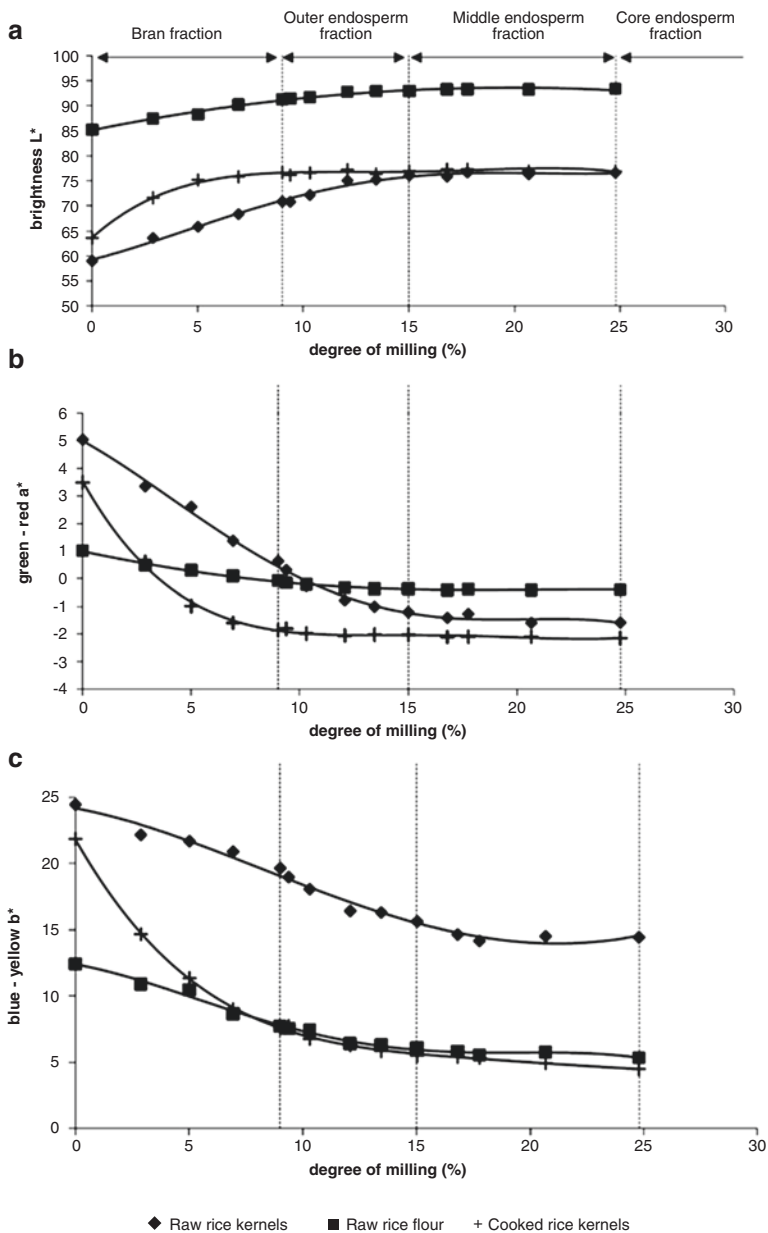 a
Bran fraction
Outer endosperm
fraction
Middle endosperm
fraction
Core endosperm
fraction
100
95
90
85
80
75
70
65
60
55
50
brightness L*
0 5 10 15 20 25 30
degree of milling (%)
b
6
5
4
3
2
1
0
-1
-2
-3
-4
green - red a*
0 5 10 15 20 25 30
degree of milling (%)
c
25
20
15
10
5
0
blue - yellow b*
0 5 10 15 20 25 30
degree of milling (%)
Raw rice kernels Raw rice flour Cooked rice kernels